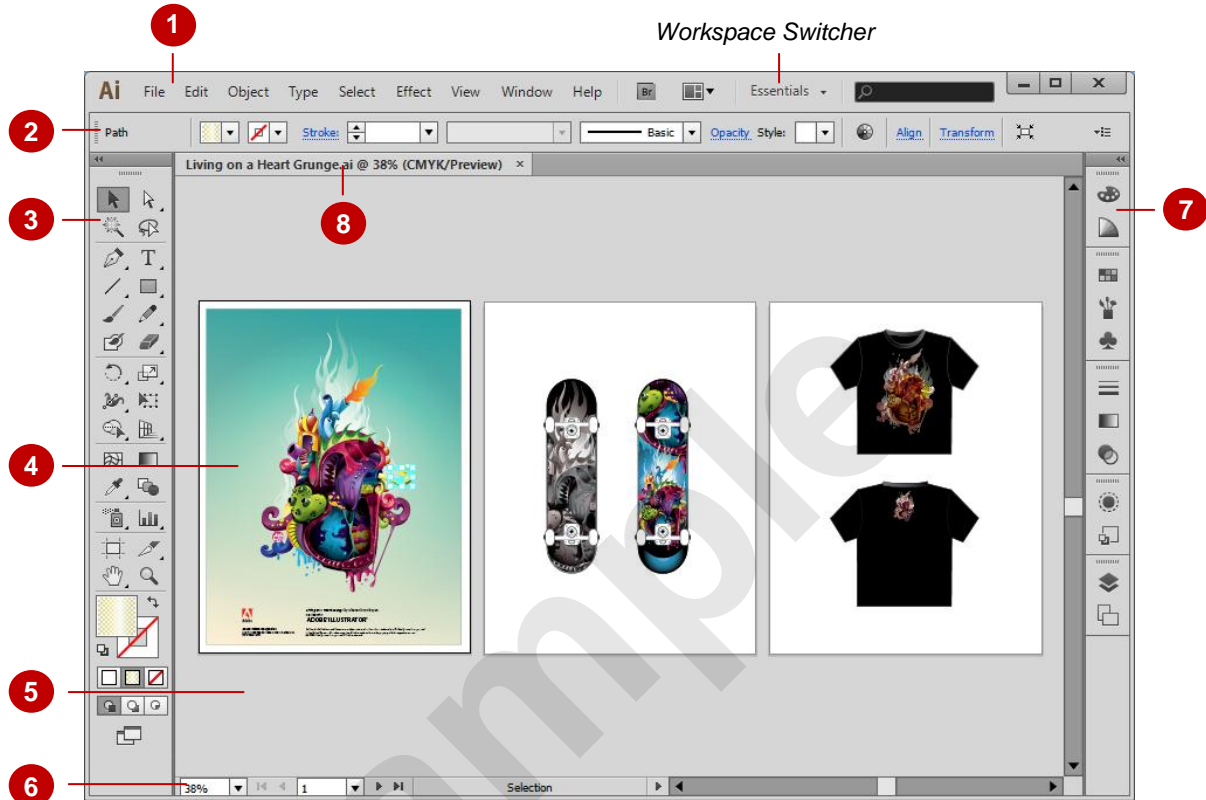 1
Workspace Switcher
Ai File Edit Object Type Select Effect View Window Help Br Essentials
2
Path Stroke: Basic Opacity Style: Align Transform
Living on a Heart Grunge.ai @ 38% (CMYK/Preview) ×
3
8
7
T
4
ADOBE ILLUSTRATOR
5
6
38% 1 Selection
sample